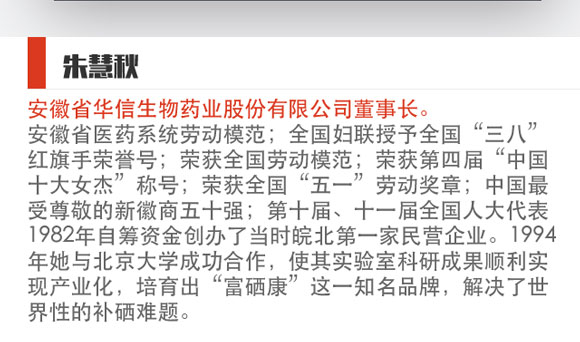 朱慧秋
安徽省华信生物药业股份有限公司董事长。
安徽省医药系统劳动模范；全国妇联授予全国“三八”
红旗手荣誉号；荣获全国劳动模范；荣获第四届“中国
十大女杰”称号；荣获全国“五一”劳动奖章；中国最
受尊敬的新徽商五十强；第十届、十一届全国人大代表
1982年自筹资金创办了当时皖北第一家民营企业。1994
年她与北京大学成功合作，使其实验室科研成果顺利实
现产业化，培育出“富硒康”这一知名品牌，解决了世
界性的补硒难题。